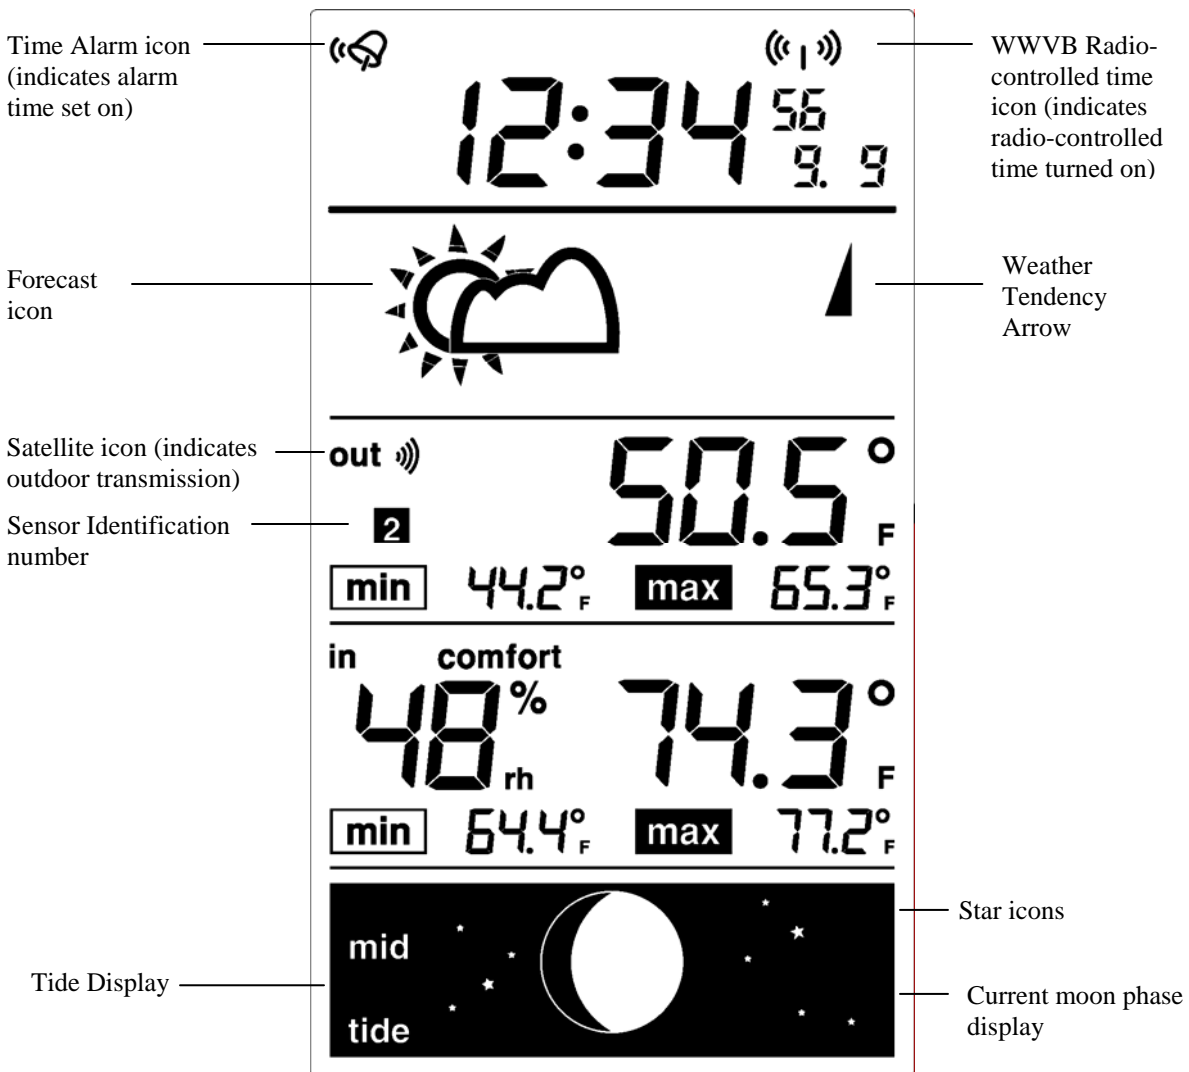 Time Alarm icon
(indicates alarm
time set on)
WWVB Radio-
controlled time
icon (indicates
radio-controlled
time turned on)
12:34 56
9. 9
Forecast
icon
Weather
Tendency
Arrow
Satellite icon (indicates
outdoor transmission)
out
50.5° F
Sensor Identification
number
2
min 44.2°F max 65.3°F
in comfort
48% rh 74.3° F
min 64.4°F max 77.2°F
Star icons
mid
Tide Display
tide
Current moon phase
display